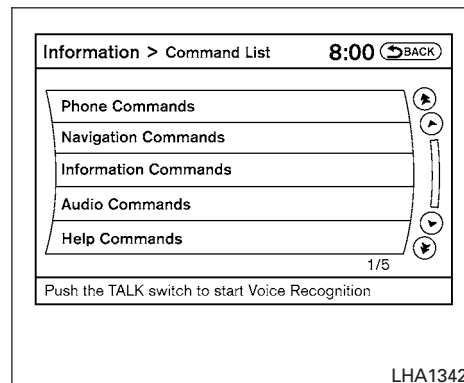 Information > Command List 8:00 BACK
Phone Commands
Navigation Commands
Information Commands
Audio Commands
Help Commands
1/5
Push the TALK switch to start Voice Recognition
LHA1342